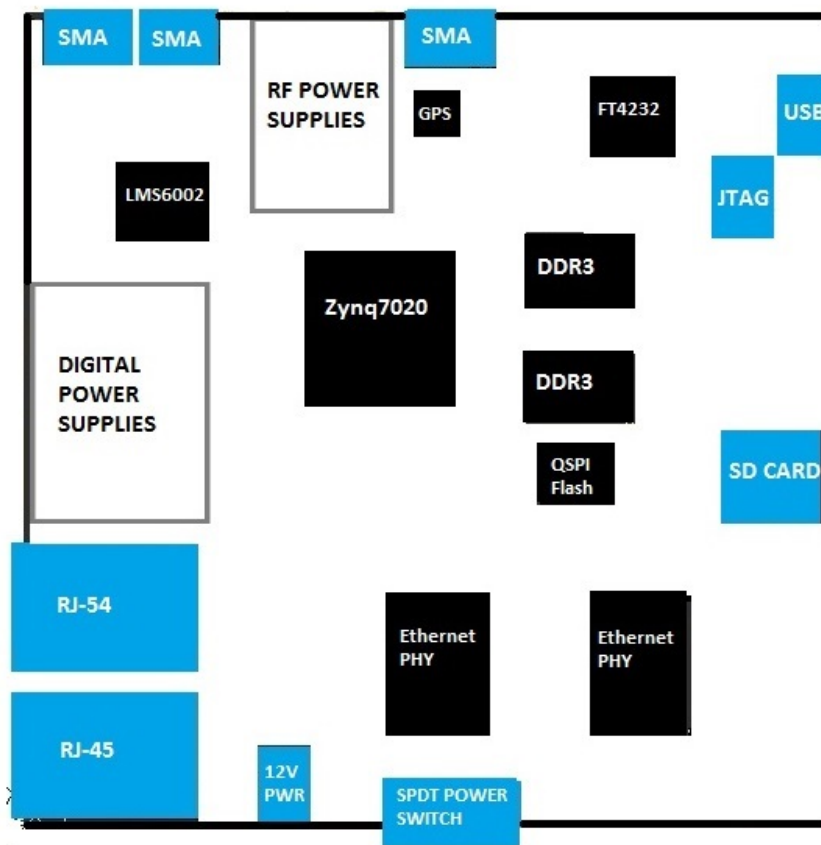 SMA
SMA
SMA
RF POWER
SUPPLIES
GPS
FT4232
USB
LMS6002
JTAG
DDR3
Zynq7020
DIGITAL
POWER
SUPPLIES
DDR3
QSPI
Flash
SD CARD
RJ-54
Ethernet
PHY
Ethernet
PHY
RJ-45
12V
PWR
SPDT POWER
SWITCH